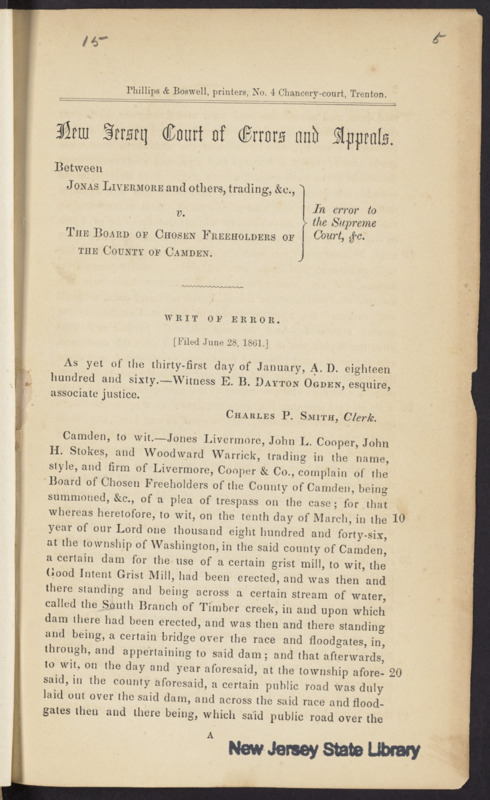 15
5
Phillips & Boswell, printers, No. 4 Chancery-court, Trenton.
New Jersey Court of Errors and Appeals.
Between
JONAS LIVERMORE and others, trading, &c.,
v.
THE BOARD OF CHOSEN FREEHOLDERS OF
THE COUNTY OF CAMDEN.
In error to
the Supreme
Court, &c.
WRIT OF ERROR.
[Filed June 28, 1861.]
As yet of the thirty-first day of January, A. D. eighteen
hundred and sixty.—Witness E. B. DAYTON OGDEN, esquire,
associate justice.
CHARLES P. SMITH, Clerk.
Camden, to wit.—Jones Livermore, John L. Cooper, John
H. Stokes, and Woodward Warrick, trading in the name,
style, and firm of Livermore, Cooper & Co., complain of the
Board of Chosen Freeholders of the County of Camden, being
summoned, &c., of a plea of trespass on the case; for that
whereas heretofore, to wit, on the tenth day of March, in the 10
year of our Lord one thousand eight hundred and forty-six,
at the township of Washington, in the said county of Camden,
a certain dam for the use of a certain grist mill, to wit, the
Good Intent Grist Mill, had been erected, and was then and
there standing and being across a certain stream of water,
called the South Branch of Timber creek, in and upon which
dam there had been erected, and was then and there standing
and being, a certain bridge over the race and floodgates, in,
through, and appertaining to said dam; and that afterwards,
to wit, on the day and year aforesaid, at the township afore- 20
said, in the county aforesaid, a certain public road was duly
laid out over the said dam, and across the said race and flood-
gates then and there being, which said public road over the
A
New Jersey State Library